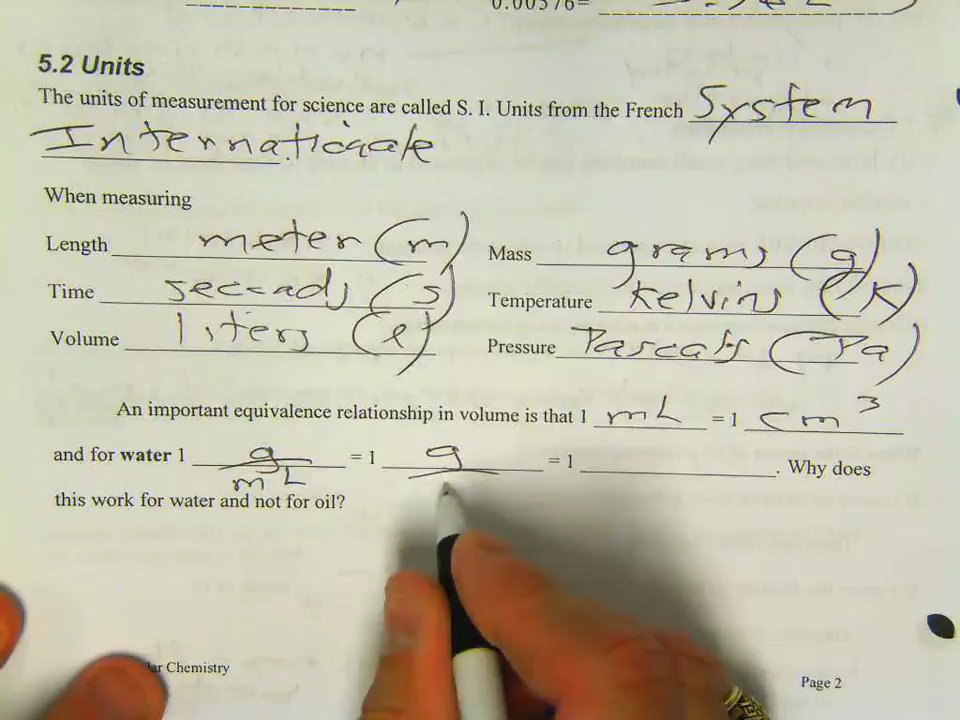 0.00576=
5.2 Units
The units of measurement for science are called S. I. Units from the French System
Internationale
When measuring
Length meter (m) Mass grams (g)
Time seconds (s) Temperature Kelvins (K)
Volume liters (ℓ) Pressure Pascals (Pa)
An important equivalence relationship in volume is that 1 mL = 1 cm³
and for water 1 g/mL = 1 g/ = 1 . Why does
this work for water and not for oil?
Chemistry
Page 2